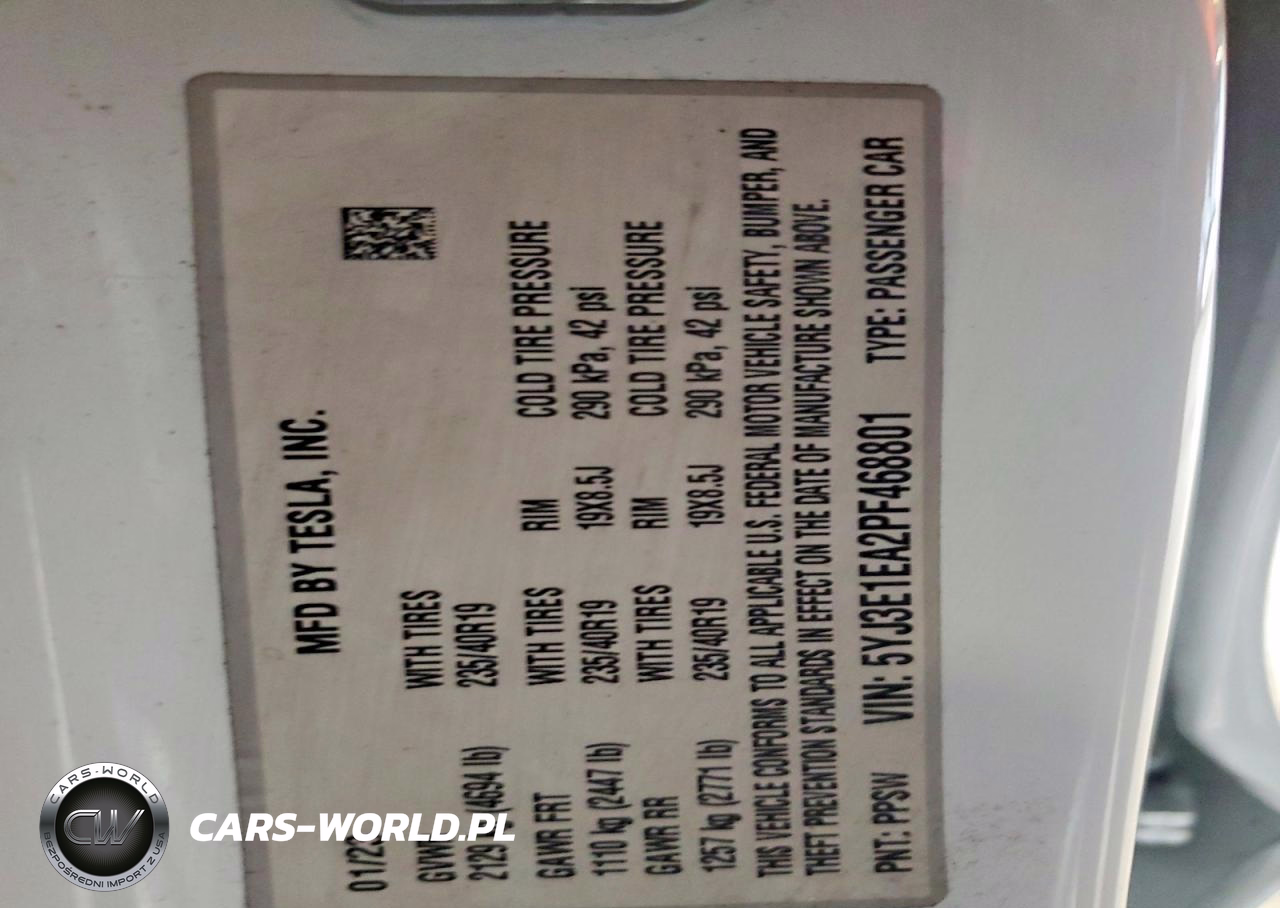 MFD BY TESLA, INC.
01/23
GVWR WITH TIRES
2129 (4694 lb) 235/40R19
GAWR FRT WITH TIRES RIM COLD TIRE PRESSURE
1110 kg (2447 lb) 235/40R19 19X8.5J 290 kPa, 42 psi
GAWR RR WITH TIRES RIM COLD TIRE PRESSURE
1257 kg (2771 lb) 235/40R19 19X8.5J 290 kPa, 42 psi
THIS VEHICLE CONFORMS TO ALL APPLICABLE U.S. FEDERAL MOTOR VEHICLE SAFETY, BUMPER, AND
THEFT PREVENTION STANDARDS IN EFFECT ON THE DATE OF MANUFACTURE SHOWN ABOVE.
PNT: PPSW VIN: 5YJ3E1EA2PF468801 TYPE: PASSENGER CAR
CARS-WORLD
CW
BEZPOŚREDNI IMPORT Z USA
CARS-WORLD.PL